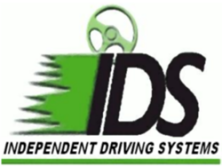 IDS
INDEPENDENT DRIVING SYSTEMS